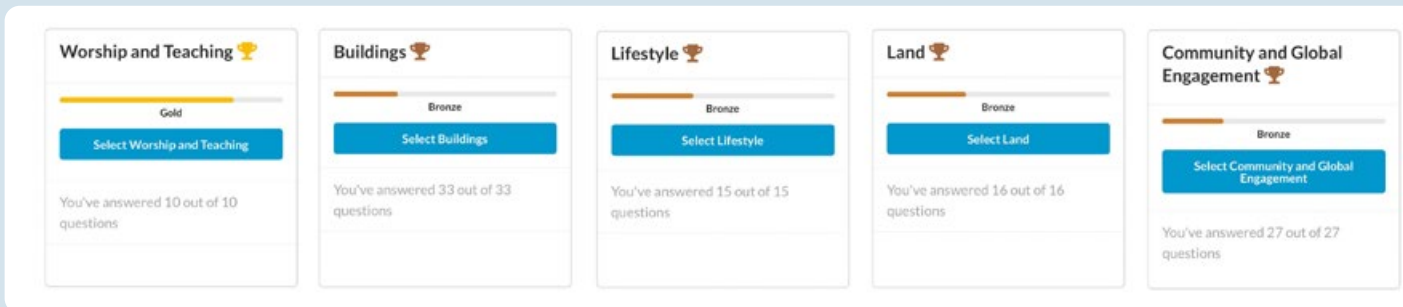 Worship and Teaching
Gold
Select Worship and Teaching
You've answered 10 out of 10
questions
Buildings
Bronze
Select Buildings
You've answered 33 out of 33
questions
Lifestyle
Bronze
Select Lifestyle
You've answered 15 out of 15
questions
Land
Bronze
Select Land
You've answered 16 out of 16
questions
Community and Global
Engagement
Bronze
Select Community and Global
Engagement
You've answered 27 out of 27
questions